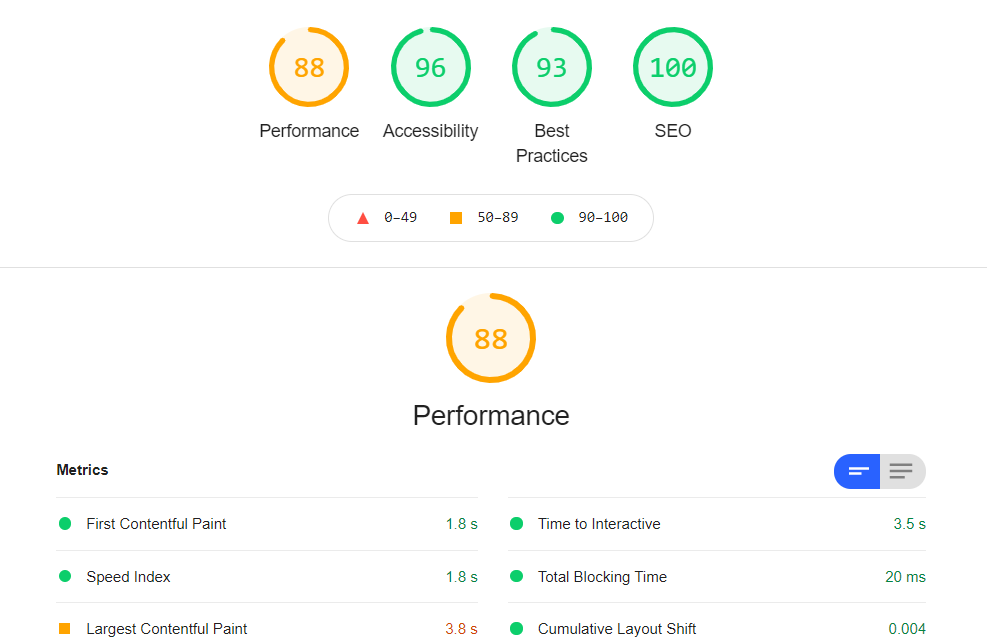 88 96 93 100
Performance Accessibility Best Practices SEO
0–49 50–89 90–100
88
Performance
Metrics
First Contentful Paint 1.8 s
Time to Interactive 3.5 s
Speed Index 1.8 s
Total Blocking Time 20 ms
Largest Contentful Paint 3.8 s
Cumulative Layout Shift 0.004